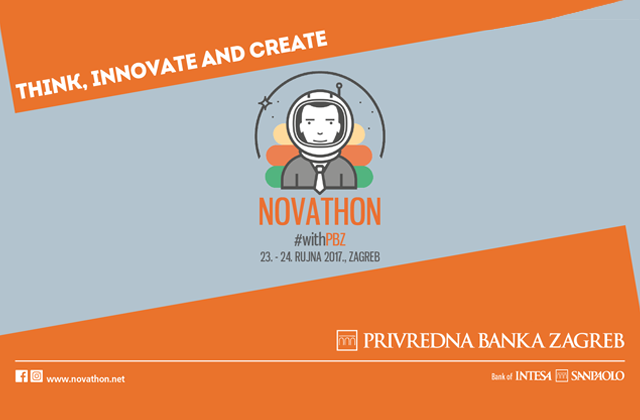 THINK, INNOVATE AND CREATE
NOVATHON
#withPBZ
23. - 24. RUJNA 2017., ZAGREB
PRIVREDNA BANKA ZAGREB
www.novathon.net
Bank of INTESA SANPAOLO